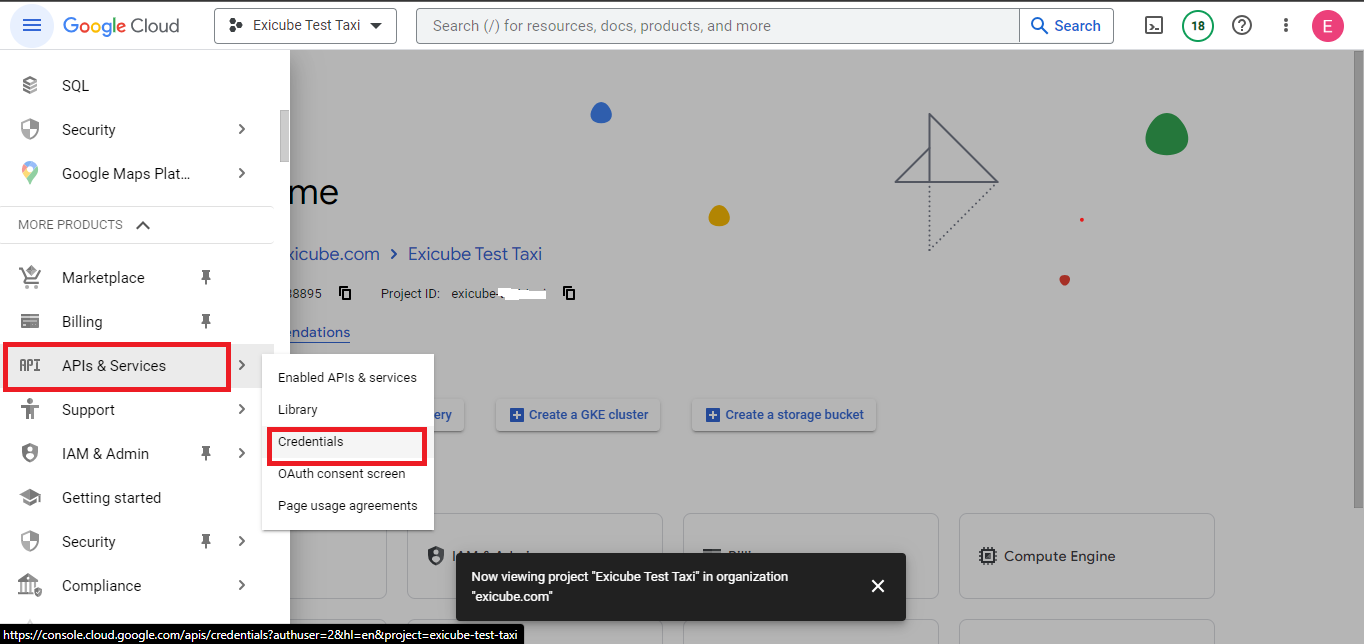 Google Cloud
Exicube Test Taxi
Search (/) for resources, docs, products, and more
Search
18
E
SQL
Security
Google Maps Plat...
MORE PRODUCTS
Marketplace
Billing
API APIs & Services
Support
IAM & Admin
Getting started
Security
Compliance
Enabled APIs & services
Library
Credentials
OAuth consent screen
Page usage agreements
me
xicube.com > Exicube Test Taxi
38895
Project ID: exicube-
endations
ery
Create a GKE cluster
Create a storage bucket
Compute Engine
Now viewing project "Exicube Test Taxi" in organization
"exicube.com"
https://console.cloud.google.com/apis/credentials?authuser=2&hl=en&project=exicube-test-taxi